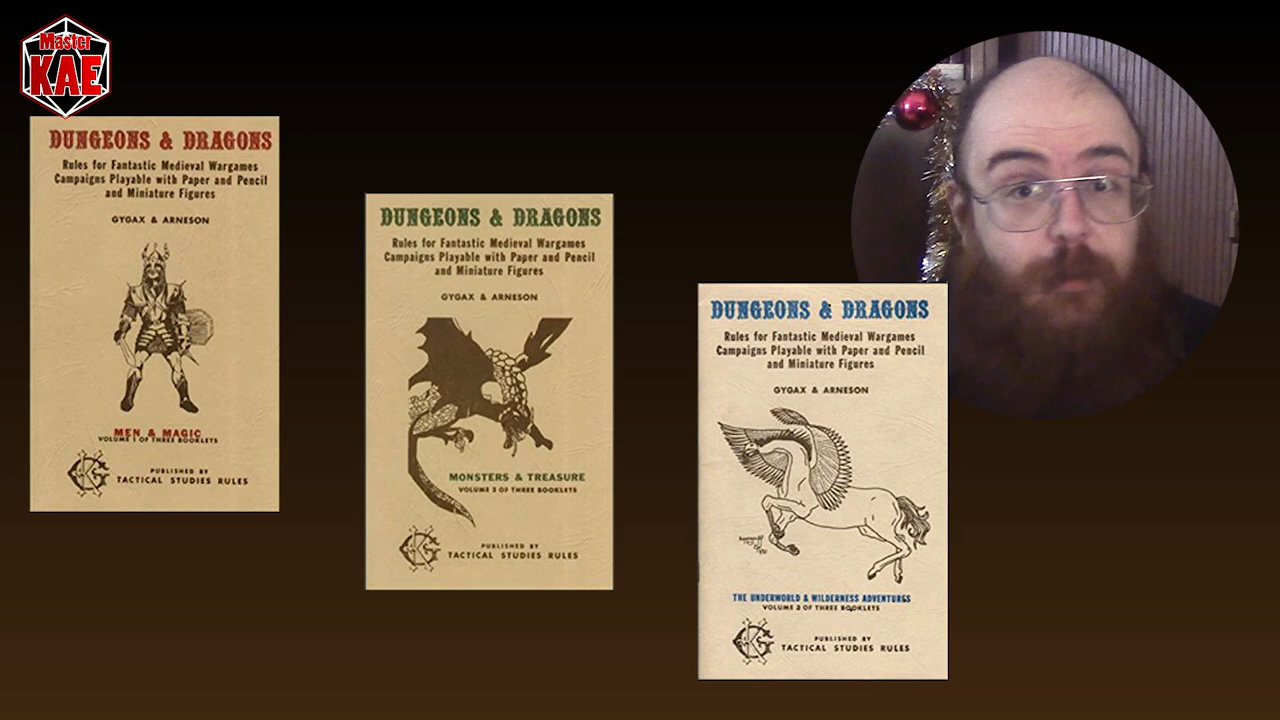 Master
KAE
DUNGEONS & DRAGONS
Rules for Fantastic Medieval Wargames
Campaigns Playable with Paper and Pencil
and Miniature Figures
GYGAX & ARNESON
MEN & MAGIC
VOLUME 1 OF THREE BOOKLETS
GK
PUBLISHED BY
TACTICAL STUDIES RULES
DUNGEONS & DRAGONS
Rules for Fantastic Medieval Wargames
Campaigns Playable with Paper and Pencil
and Miniature Figures
GYGAX & ARNESON
MONSTERS & TREASURE
VOLUME 2 OF THREE BOOKLETS
GK
PUBLISHED BY
TACTICAL STUDIES RULES
DUNGEONS & DRAGONS
Rules for Fantastic Medieval Wargames
Campaigns Playable with Paper and Pencil
and Miniature Figures
GYGAX & ARNESON
THE UNDERWORLD & WILDERNESS ADVENTURES
VOLUME 3 OF THREE BOOKLETS
GK
PUBLISHED BY
TACTICAL STUDIES RULES